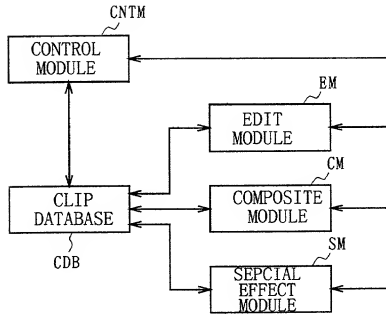 CNTM
CONTROL
MODULE
EM
EDIT
MODULE
CM
CLIP
DATABASE
COMPOSITE
MODULE
CDB
SM
SEPCIAL
EFFECT
MODULE